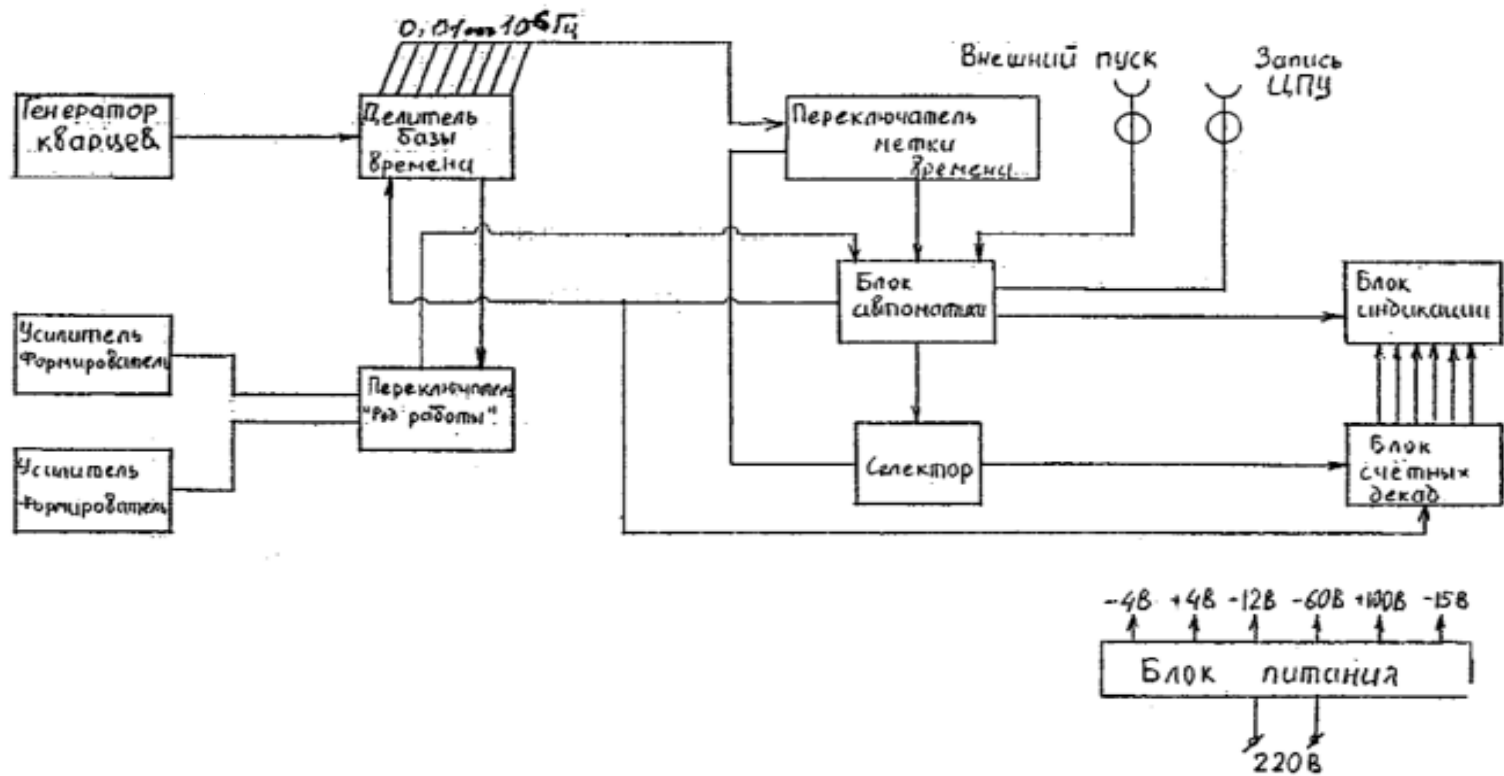 0,01...10⁶ Гц
Внешний пуск
Запись
ЦПУ
Генератор
кварцев.
Делитель
базы
времени
Переключатель
метки
времени
Блок
автоматики
Блок
индикации
Усилитель
Формирователь
Переключатель
"Род работы"
Усилитель
Формирователь
Селектор
Блок
счётных
декад
-4В +4В -12В -60В +100В -15В
Блок питания
220В